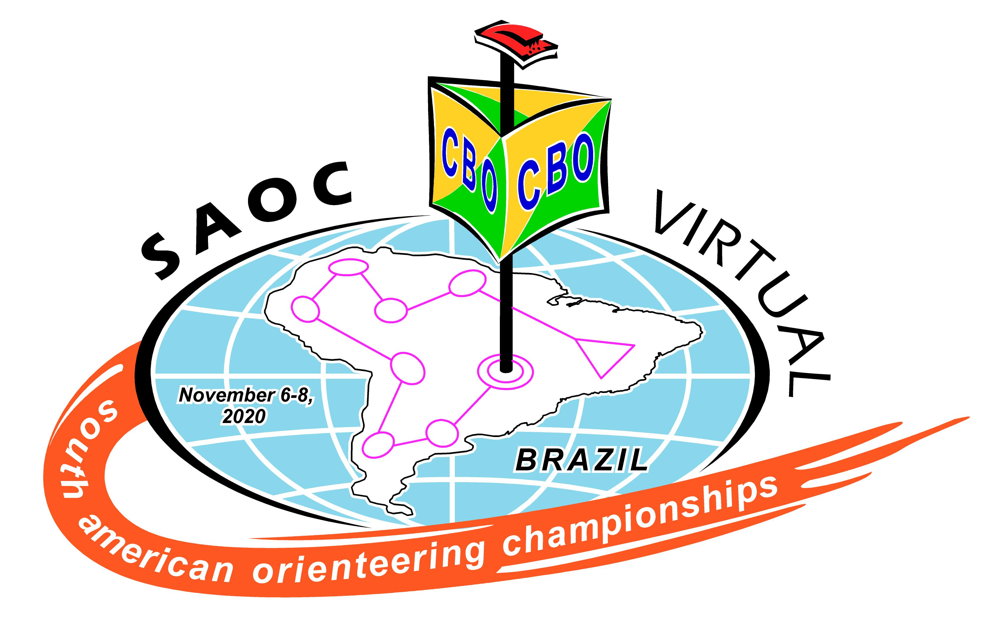 SAOC VIRTUAL
CBO CBO
November 6-8,
2020
BRAZIL
south american orienteering championships